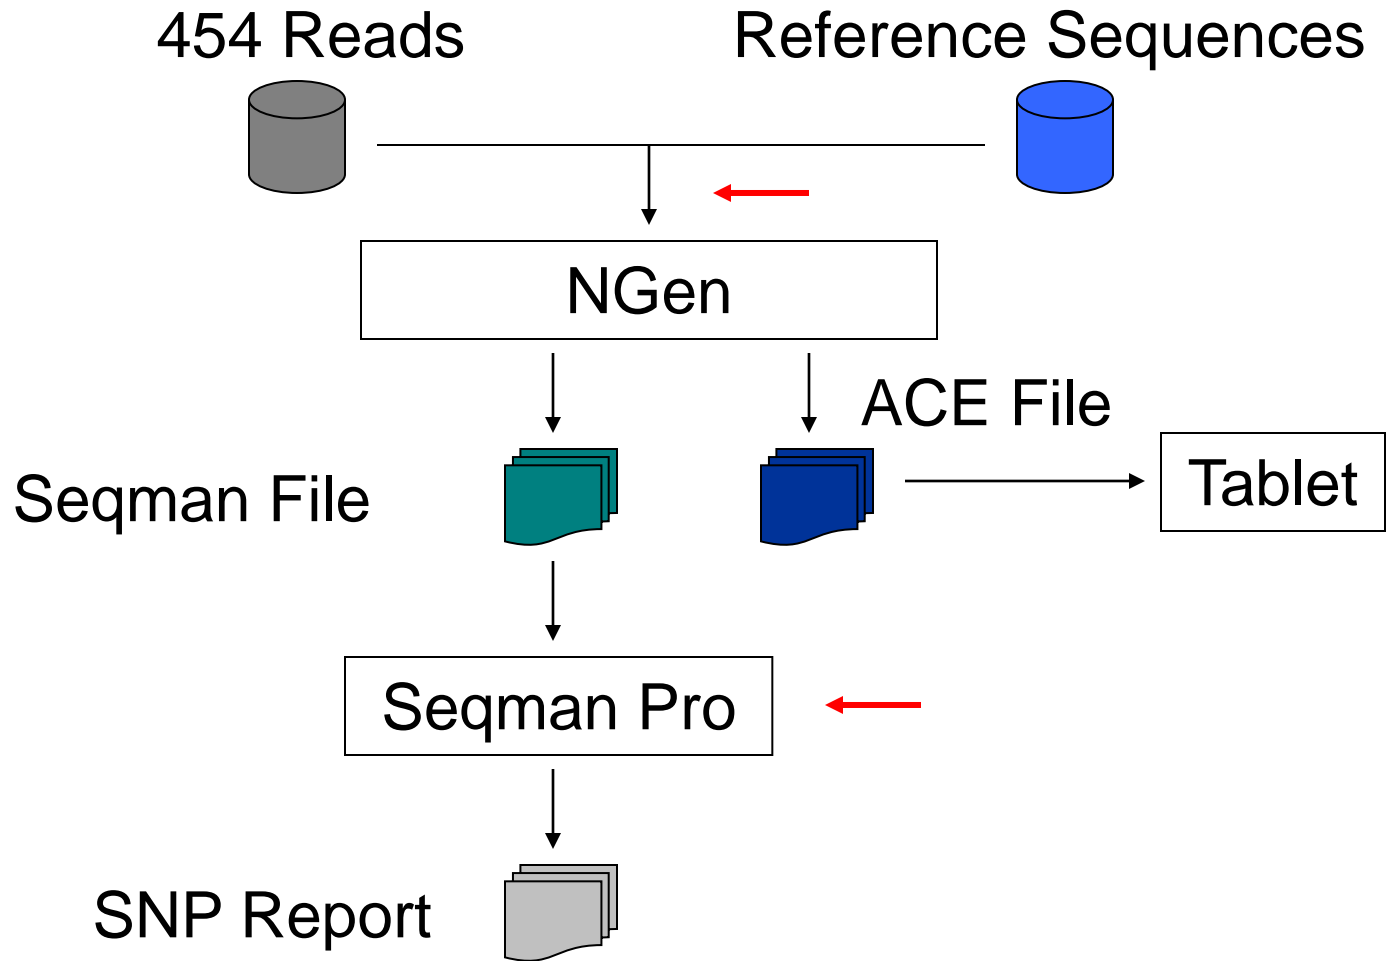 454 Reads
Reference Sequences
NGen
ACE File
Seqman File
Tablet
Seqman Pro
SNP Report